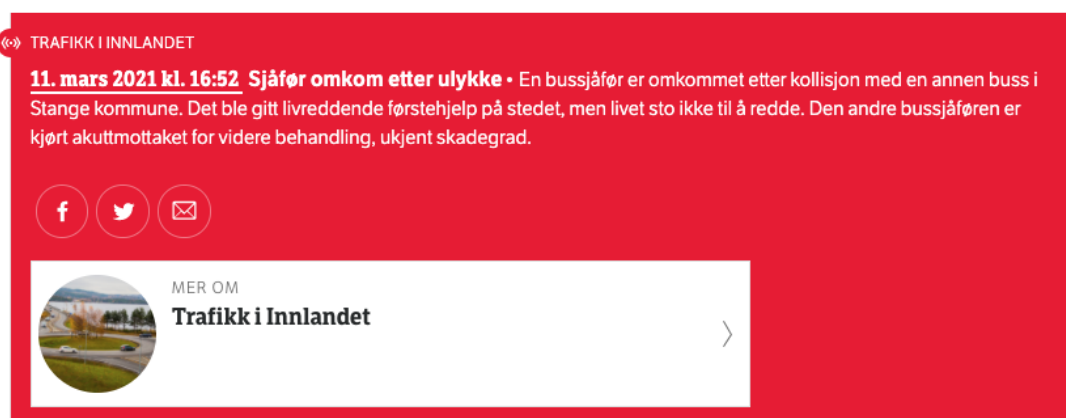 TRAFIKK I INNLANDET
11. mars 2021 kl. 16:52 Sjåfør omkom etter ulykke • En bussjåfør er omkommet etter kollisjon med en annen buss i
Stange kommune. Det ble gitt livreddende førstehjelp på stedet, men livet sto ikke til å redde. Den andre bussjåføren er
kjørt akuttmottaket for videre behandling, ukjent skadegrad.
MER OM
Trafikk i Innlandet